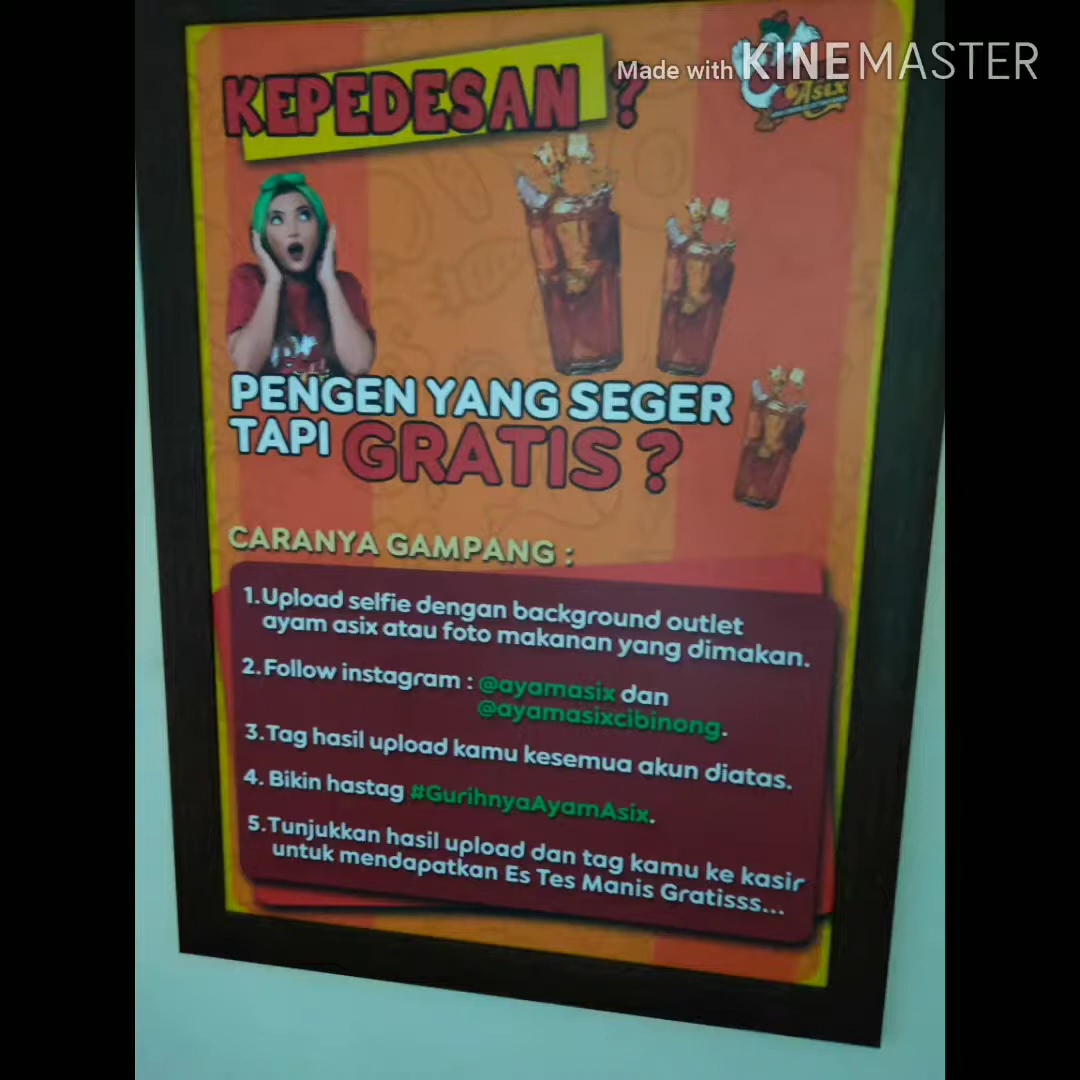 Made with KINEMASTER
KEPEDESAN ?
Asix
PENGEN YANG SEGER
TAPI GRATIS ?
CARANYA GAMPANG :
1.Upload selfie dengan background outlet
ayam asix atau foto makanan yang dimakan.
2.Follow instagram : @ayamasix dan
@ayamasixcibinong.
3.Tag hasil upload kamu kesemua akun diatas.
4. Bikin hastag #GurihnyaAyamAsix.
5.Tunjukkan hasil upload dan tag kamu ke kasir
untuk mendapatkan Es Tes Manis Gratisss...